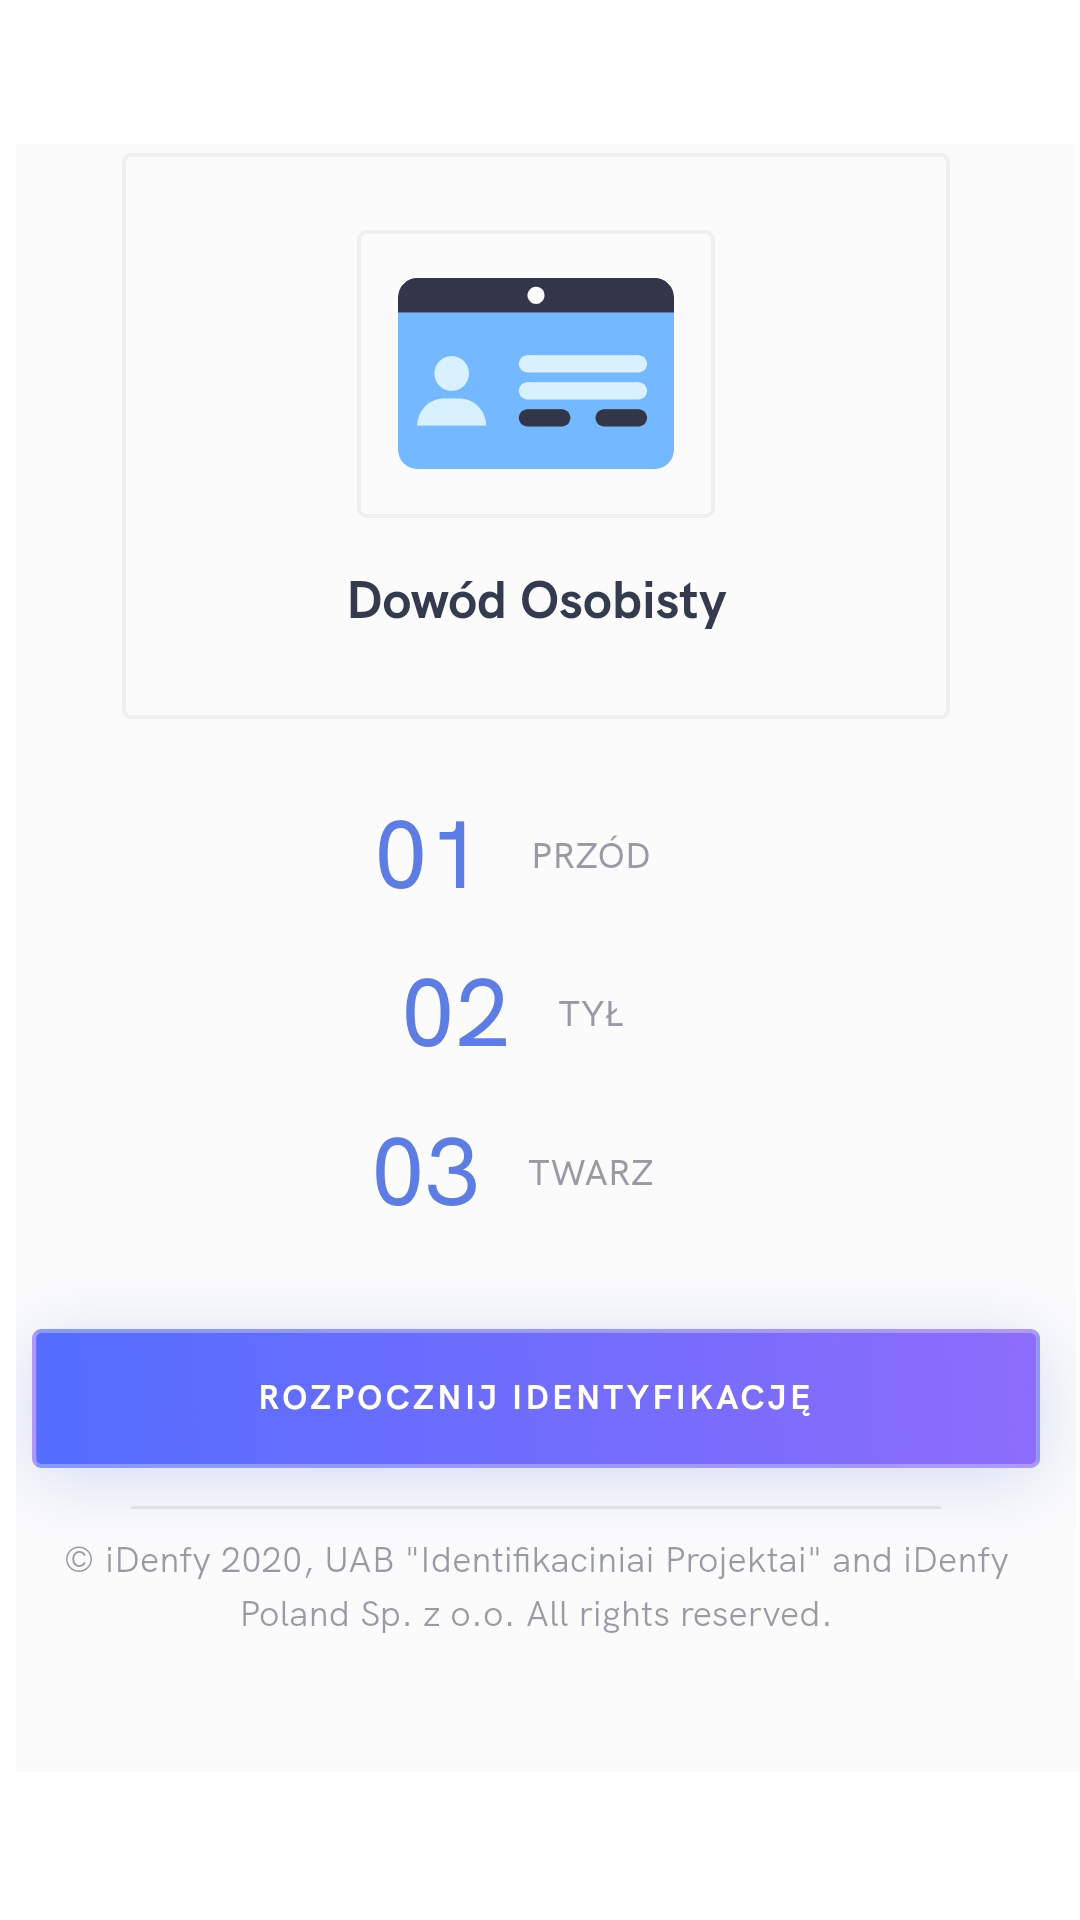 Dowód Osobisty
01 PRZÓD
02 TYŁ
03 TWARZ
ROZPOCZNIJ IDENTYFIKACJĘ
© iDenfy 2020, UAB "Identifikaciniai Projektai" and iDenfy
Poland Sp. z o.o. All rights reserved.